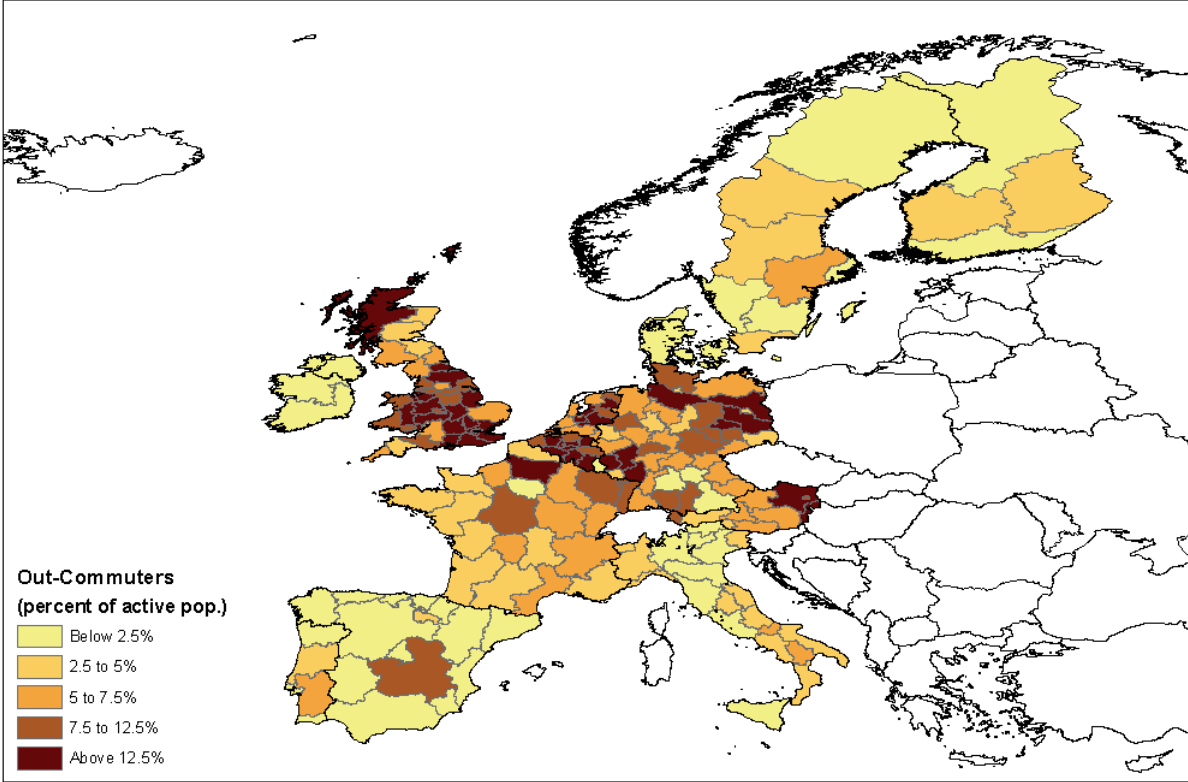 Out-Commuters
(percent of active pop.)
Below 2.5%
2.5 to 5%
5 to 7.5%
7.5 to 12.5%
Above 12.5%